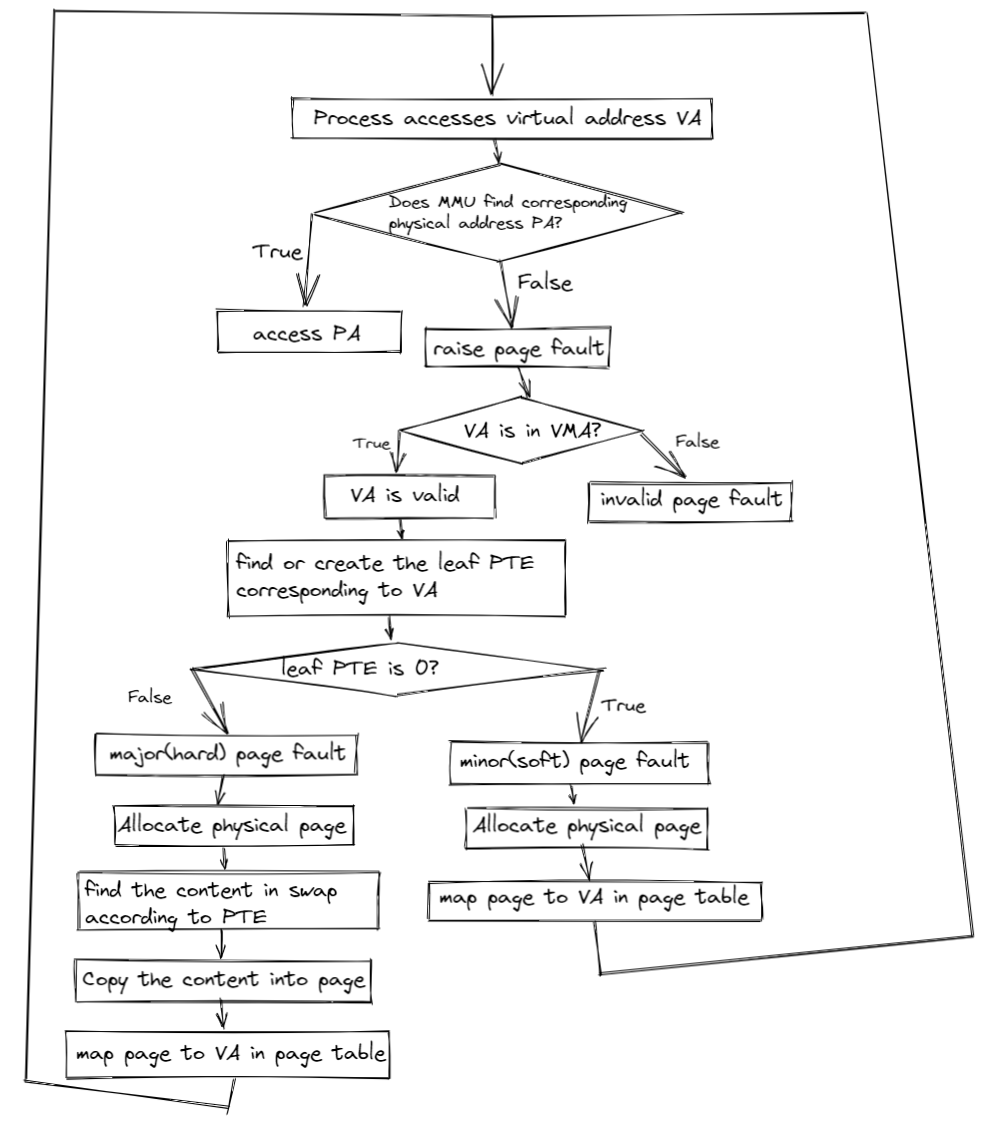 Process accesses virtual address VA
Does MMU find corresponding
physical address PA?
True
False
access PA
raise page fault
VA is in VMA?
True
False
VA is valid
invalid page fault
find or create the leaf PTE
corresponding to VA
leaf PTE is 0?
False
True
major(hard) page fault
Allocate physical page
find the content in swap
according to PTE
Copy the content into page
map page to VA in page table
minor(soft) page fault
Allocate physical page
map page to VA in page table